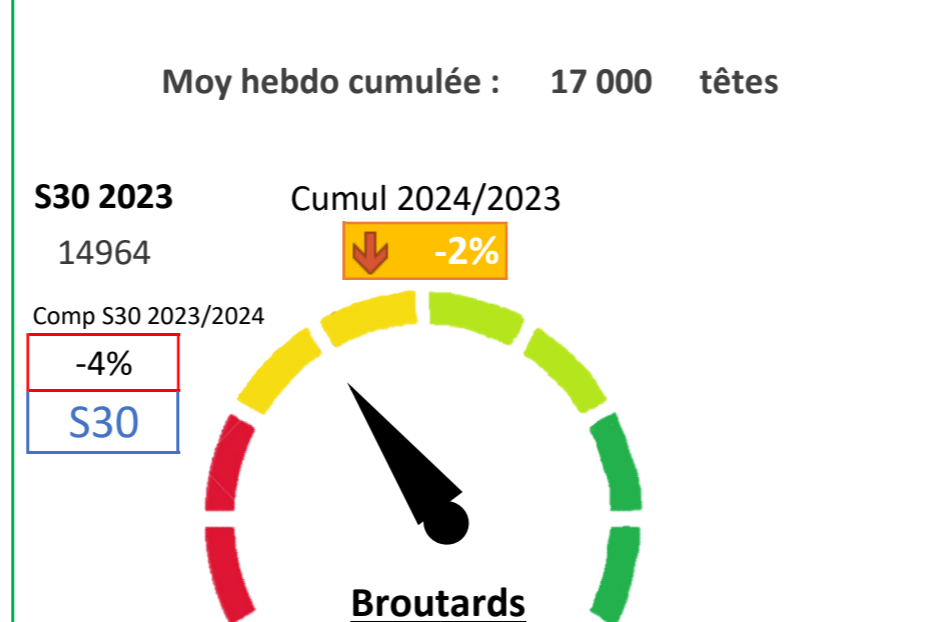 Moy hebdo cumulée : 17 000 têtes
S30 2023
14964
Cumul 2024/2023
-2%
Comp S30 2023/2024
-4%
S30
Broutards